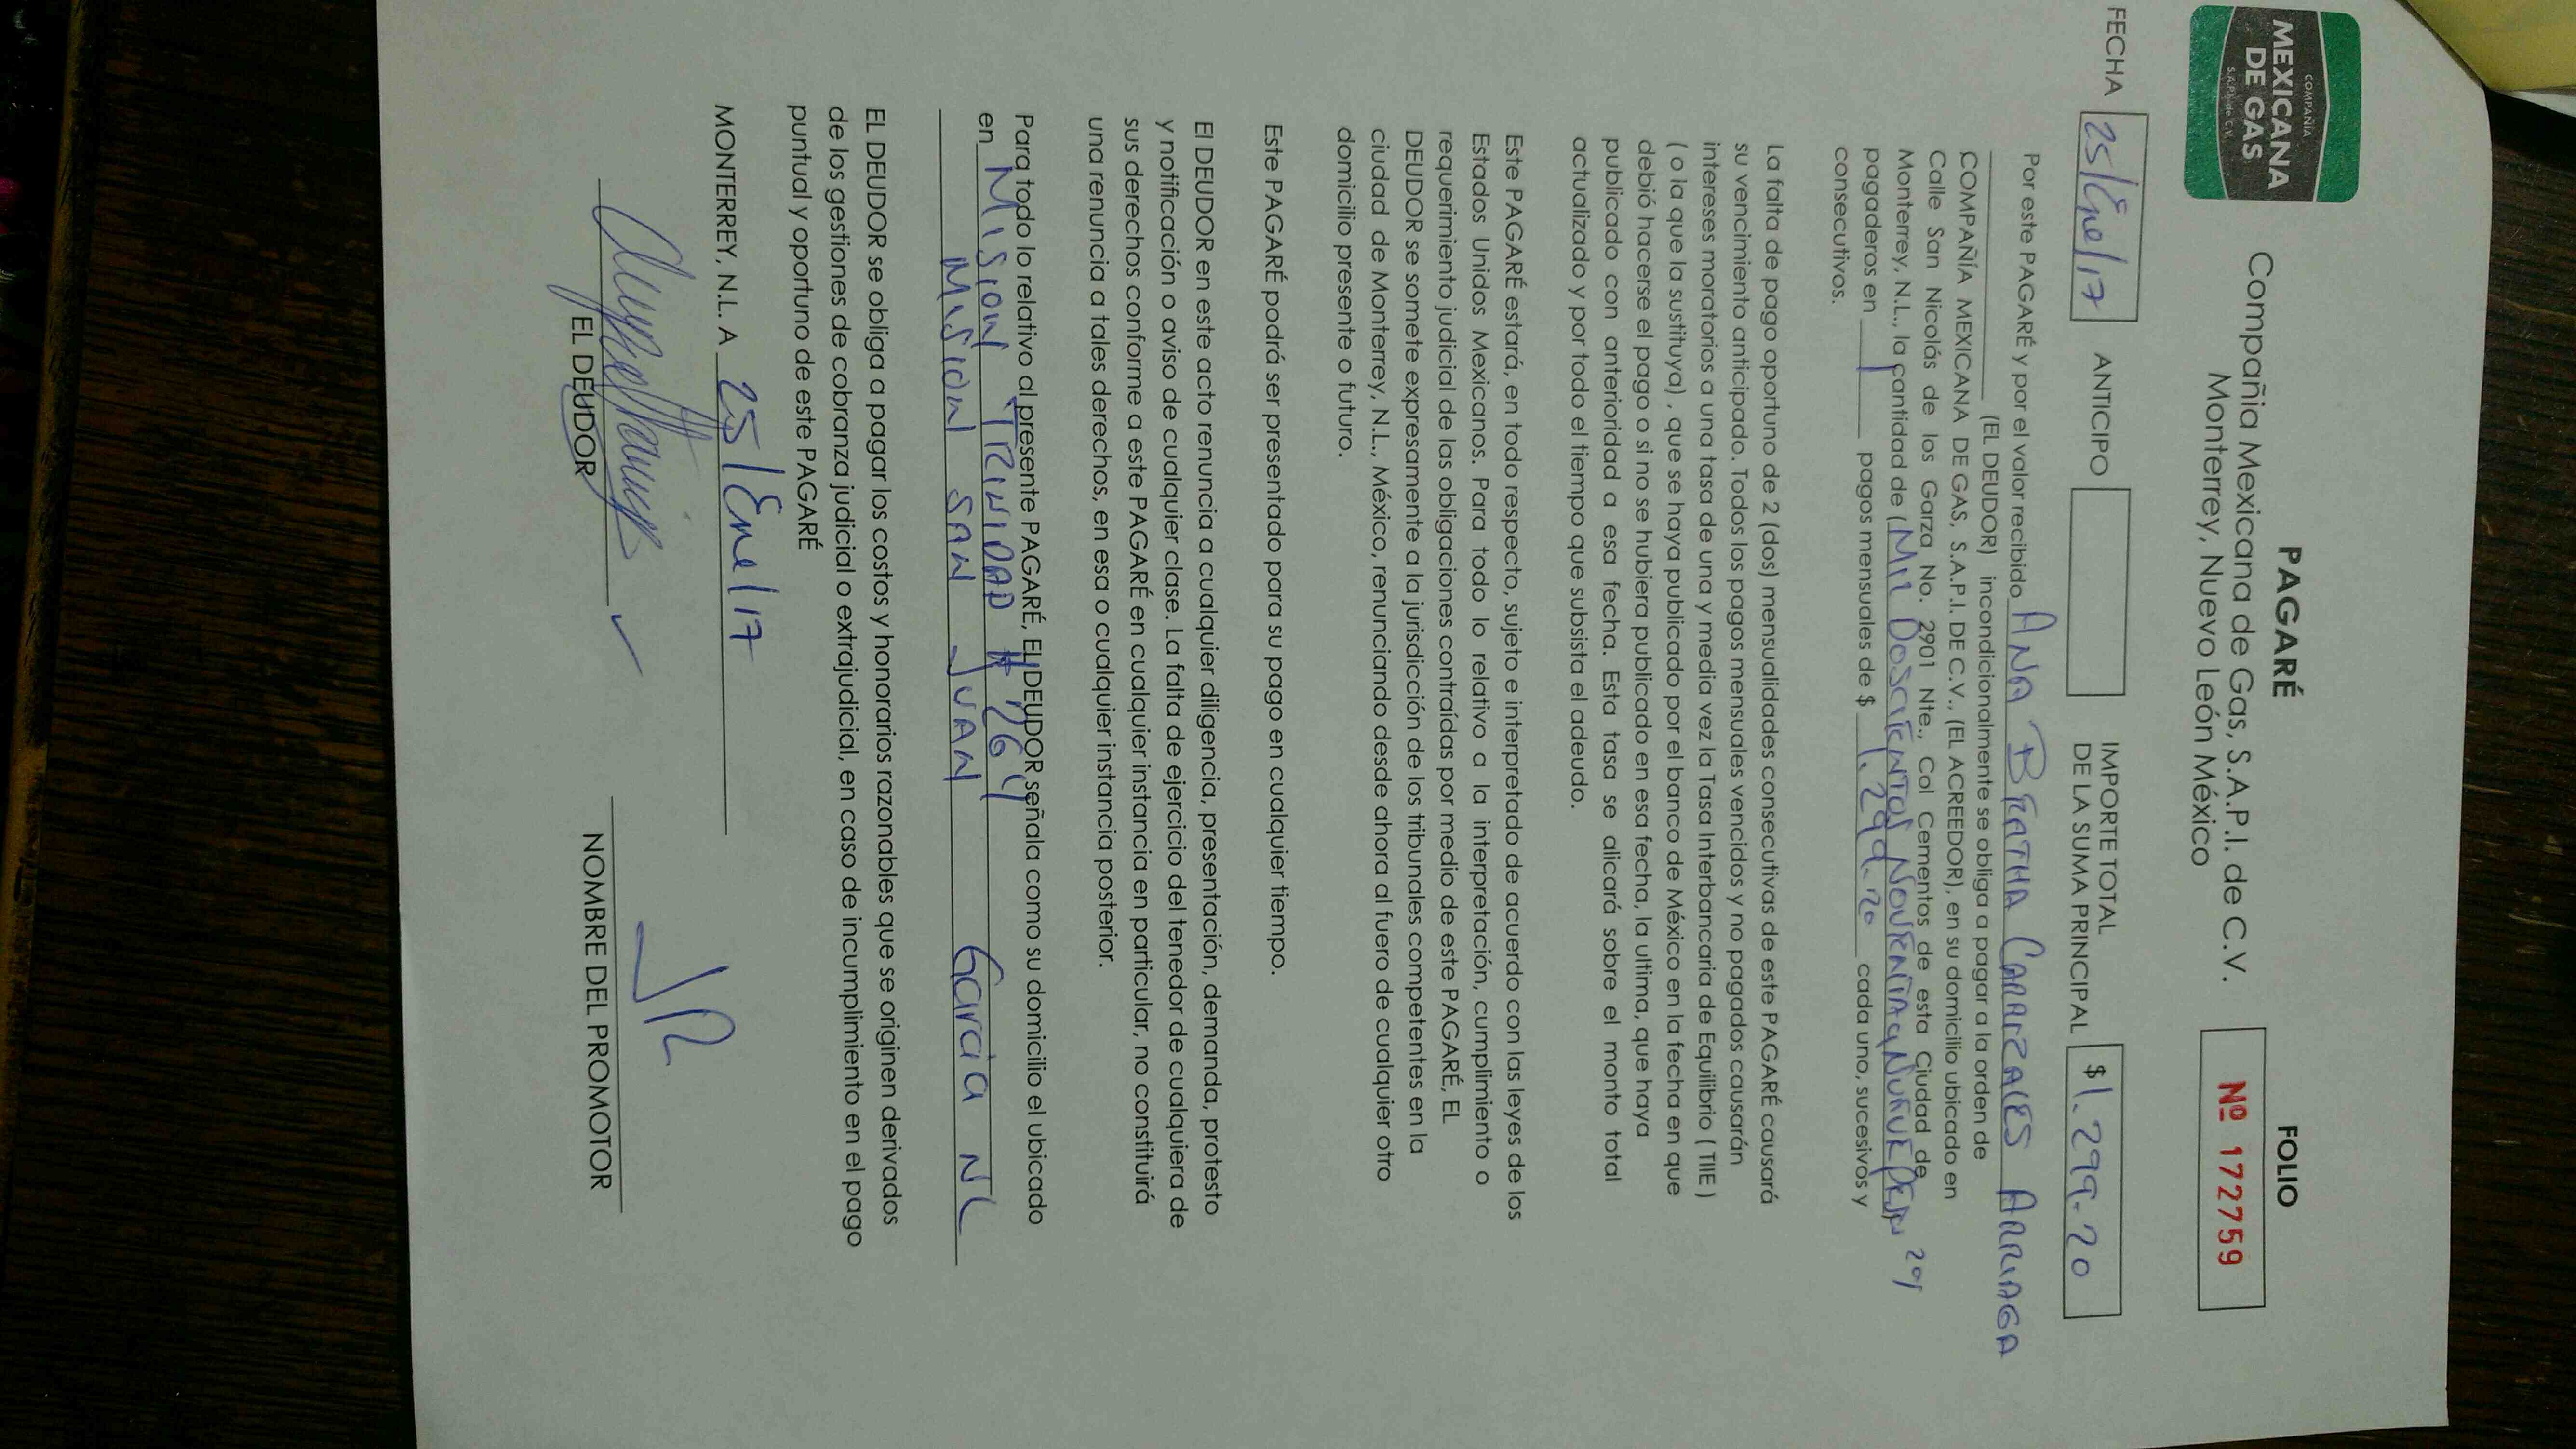 COMPAÑIA
MEXICANA
DE GAS
S.A.P.I. de C.V.
PAGARÉ
Compañia Mexicana de Gas, S.A.P.I. de C.V.
Monterrey, Nuevo León México
FOLIO
Nº 172759
FECHA 25/Ene/17 ANTICIPO IMPORTE TOTAL DE LA SUMA PRINCIPAL $1.299.20
Por este PAGARÉ y por el valor recibido ANA BERTHA CARRIZALES ARRIAGA
(EL DEUDOR) incondicionalmente se obliga a pagar a la orden de
COMPAÑÍA MEXICANA DE GAS, S.A.P.I. DE C.V., (EL ACREEDOR), en su domicilio ubicado en
Calle San Nicolás de los Garza No. 2901 Nte., Col Cementos de esta Ciudad de
Monterrey, N.L., la cantidad de (Mil DOSCIENTOS NOVENTA y NUEVE
pagaderos en 1 pagos mensuales de $ 1.299.20 cada uno, sucesivos y
consecutivos.
La falta de pago oportuno de 2 (dos) mensualidades consecutivas de este PAGARÉ causará
su vencimiento anticipado. Todos los pagos mensuales vencidos y no pagados causarán
intereses moratorios a una tasa de una y media vez la Tasa Interbancaria de Equilibrio ( TIIE )
( o la que la sustituya) , que se haya publicado por el banco de México en la fecha en que
debió hacerse el pago o si no se hubiera publicado en esa fecha, la ultima, que haya
publicado con anterioridad a esa fecha. Esta tasa se alicará sobre el monto total
actualizado y por todo el tiempo que subsista el adeudo.
Este PAGARÉ estará, en todo respecto, sujeto e interpretado de acuerdo con las leyes de los
Estados Unidos Mexicanos. Para todo lo relativo a la interpretación, cumplimiento o
requerimiento judicial de las obligaciones contraídas por medio de este PAGARÉ, EL
DEUDOR se somete expresamente a la jurisdicción de los tribunales competentes en la
ciudad de Monterrey, N.L., México, renunciando desde ahora al fuero de cualquier otro
domicilio presente o futuro.
Este PAGARÉ podrá ser presentado para su pago en cualquier tiempo.
El DEUDOR en este acto renuncia a cualquier diligencia, presentación, demanda, protesto
y notificación o aviso de cualquier clase. La falta de ejercicio del tenedor de cualquiera de
sus derechos conforme a este PAGARÉ en cualquier instancia en particular, no constituirá
una renuncia a tales derechos, en esa o cualquier instancia posterior.
Para todo lo relativo al presente PAGARÉ, El DEUDOR señala como su domicilio el ubicado
en MISION TRINIDAD # 264
MISION SAN JUAN Garcia NL
EL DEUDOR se obliga a pagar los costos y honorarios razonables que se originen derivados
de los gestiones de cobranza judicial o extrajudicial, en caso de incumplimiento en el pago
puntual y oportuno de este PAGARÉ
MONTERREY, N.L. A 25/Ene/17
JR
EL DEUDOR NOMBRE DEL PROMOTOR